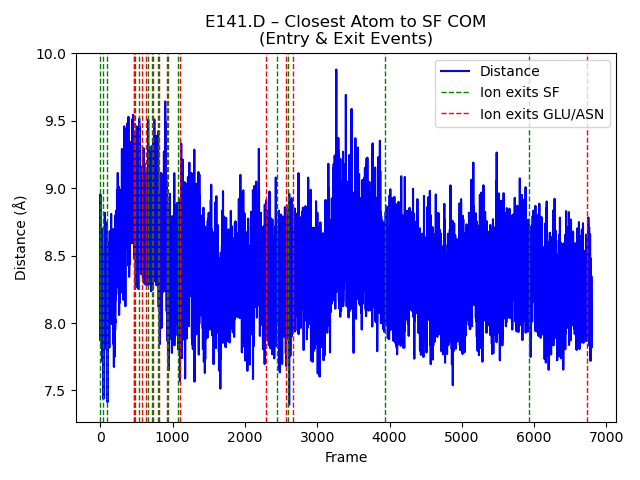 E141.D – Closest Atom to SF COM
(Entry & Exit Events)
Distance (Å)
10.0
9.5
9.0
8.5
8.0
7.5
Distance
Ion exits SF
Ion exits GLU/ASN
0 1000 2000 3000 4000 5000 6000 7000
Frame